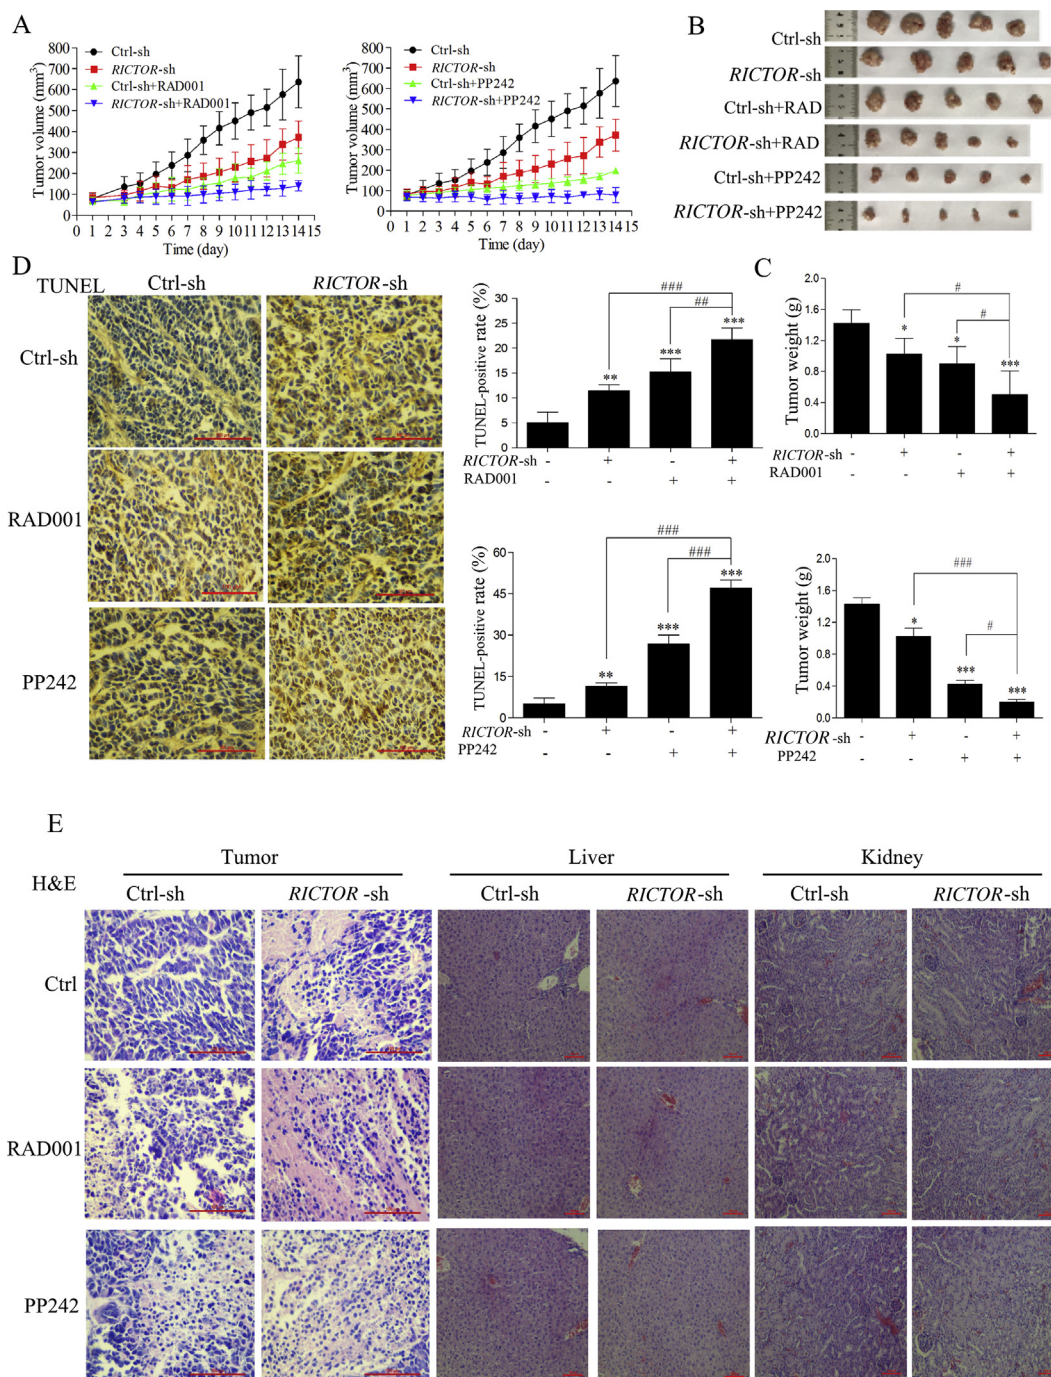 A
800
700
600
500
400
300
200
100
0
Tumor volume (mm³)
Ctrl-sh
RICTOR-sh
Ctrl-sh+RAD001
RICTOR-sh+RAD001
0 1 2 3 4 5 6 7 8 9 10 11 12 13 14 15
Time (day)
800
700
600
500
400
300
200
100
0
Tumor volume (mm³)
Ctrl-sh
RICTOR-sh
Ctrl-sh+PP242
RICTOR-sh+PP242
0 1 2 3 4 5 6 7 8 9 10 11 12 13 14 15
Time (day)
B
Ctrl-sh
RICTOR-sh
Ctrl-sh+RAD
RICTOR-sh+RAD
Ctrl-sh+PP242
RICTOR-sh+PP242
D
TUNEL
Ctrl-sh
RICTOR-sh
Ctrl-sh
RAD001
PP242
TUNEL-positive rate (%)
30
25
20
15
10
5
0
###
##
** *** ***
RICTOR-sh - + - +
RAD001 - - + +
TUNEL-positive rate (%)
60
45
30
15
0
###
###
** *** ***
RICTOR-sh - + - +
PP242 - - + +
C
Tumor weight (g)
2.0
1.6
1.2
0.8
0.4
0.0
#
#
* * ***
RICTOR-sh - + - +
RAD001 - - + +
Tumor weight (g)
2.0
1.6
1.2
0.8
0.4
0.0
###
#
* *** ***
RICTOR-sh - + - +
PP242 - - + +
E
H&E
Tumor Liver Kidney
Ctrl-sh RICTOR -sh Ctrl-sh RICTOR-sh Ctrl-sh RICTOR-sh
Ctrl
RAD001
PP242